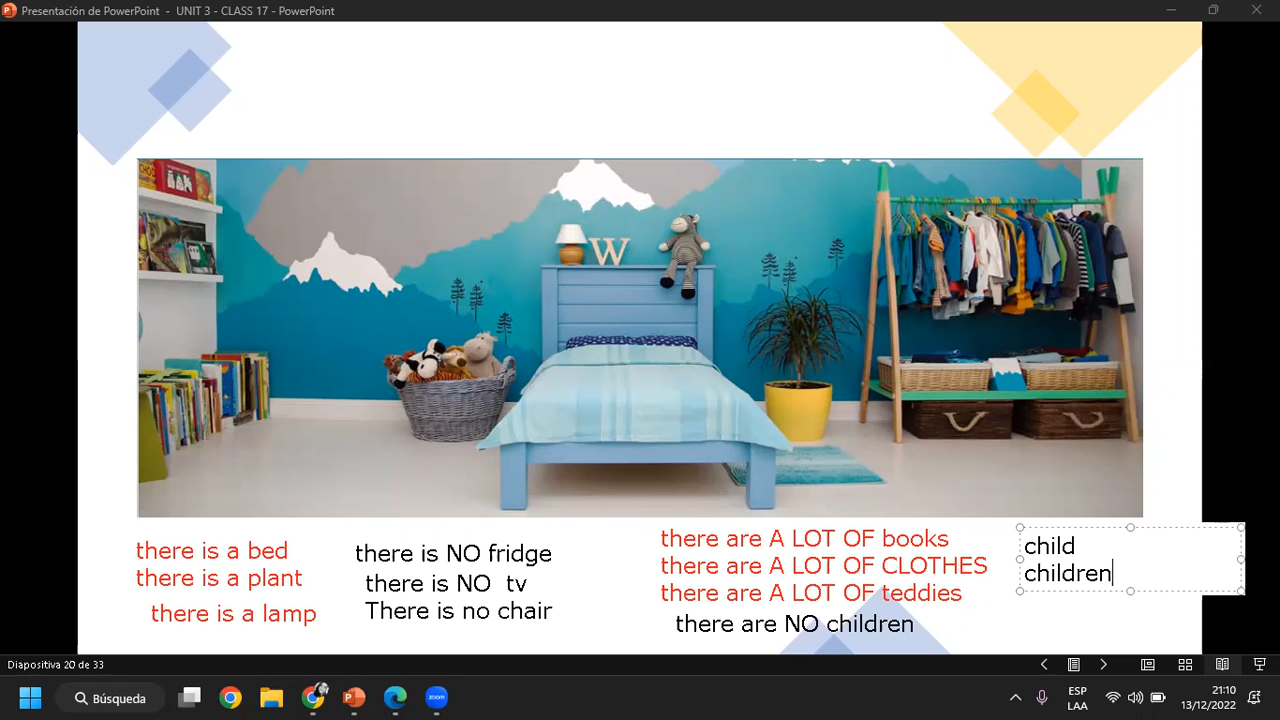 Presentación de PowerPoint - UNIT 3 - CLASS 17 - PowerPoint
W
there is a bed
there is a plant
there is a lamp
there is NO fridge
there is NO tv
There is no chair
there are A LOT OF books
there are A LOT OF CLOTHES
there are A LOT OF teddies
there are NO children
child
children
Diapositiva 20 de 33
Búsqueda
zoom
ESP
LAA
21:10
13/12/2022